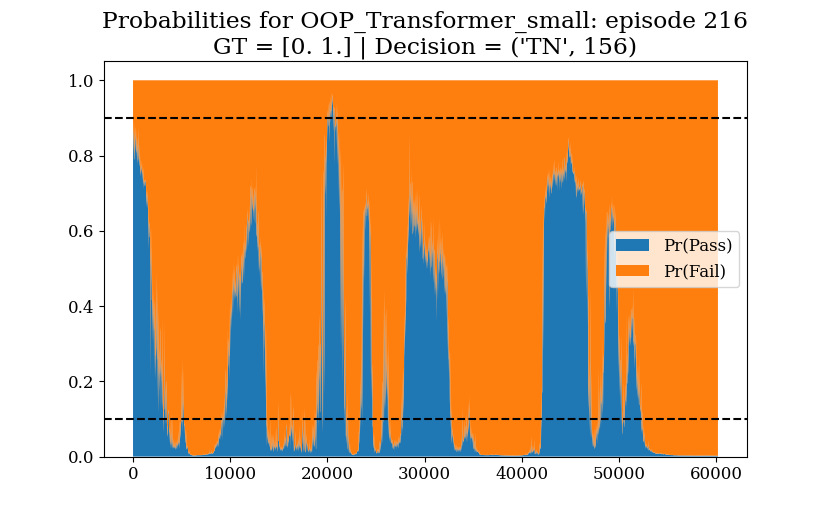 Probabilities for OOP_Transformer_small: episode 216
GT = [0. 1.] | Decision = ('TN', 156)
1.0
0.8
0.6
0.4
0.2
0.0
Pr(Pass)
Pr(Fail)
0 10000 20000 30000 40000 50000 60000